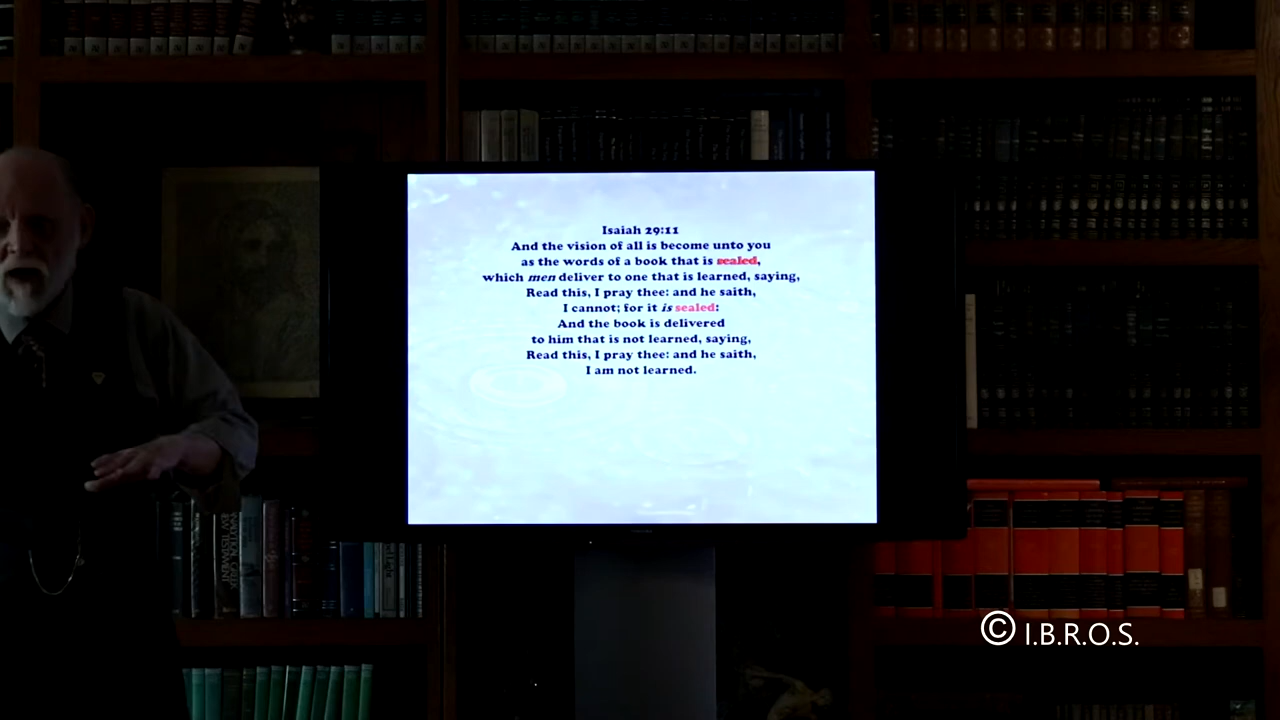 Isaiah 29:11
And the vision of all is become unto you
as the words of a book that is sealed,
which men deliver to one that is learned, saying,
Read this, I pray thee: and he saith,
I cannot; for it is sealed:
And the book is delivered
to him that is not learned, saying,
Read this, I pray thee: and he saith,
I am not learned.
© I.B.R.O.S.